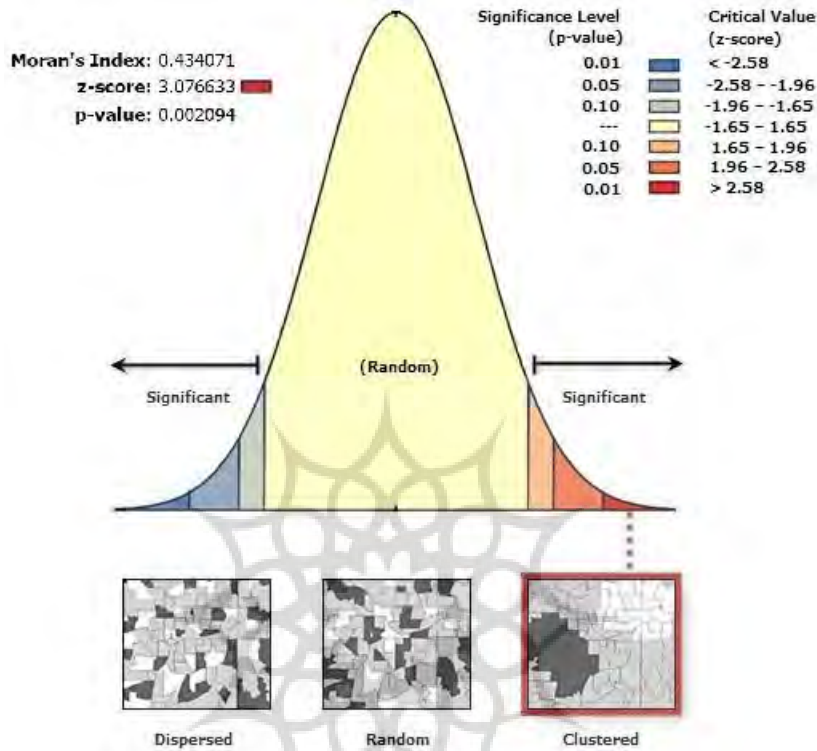 Moran's Index: 0.434071
z-score: 3.076633
p-value: 0.002094
Significance Level
(p-value)
Critical Value
(z-score)
0.01 < -2.58
0.05 -2.58 - -1.96
0.10 -1.96 - -1.65
--- -1.65 - 1.65
0.10 1.65 - 1.96
0.05 1.96 - 2.58
0.01 > 2.58
(Random)
Significant
Significant
Dispersed
Random
Clustered